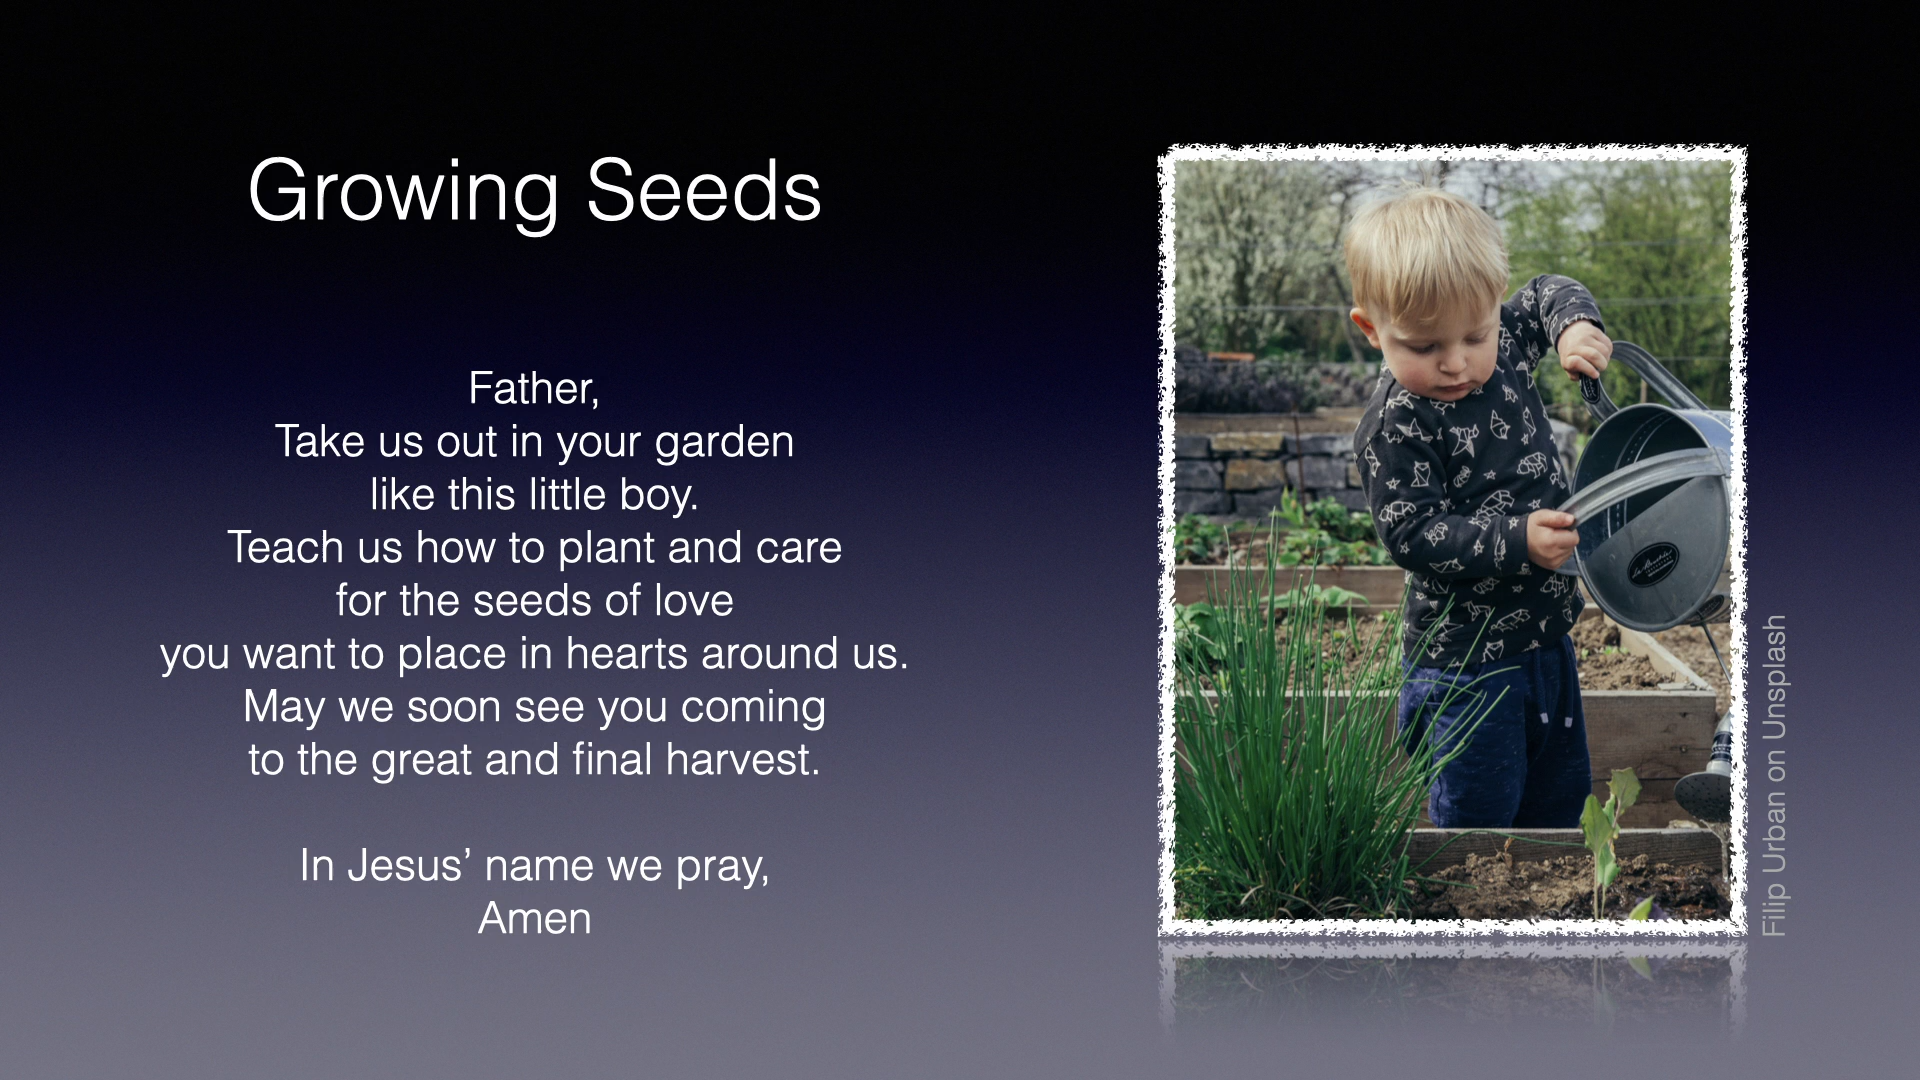 Growing Seeds
Father,
Take us out in your garden
like this little boy.
Teach us how to plant and care
for the seeds of love
you want to place in hearts around us.
May we soon see you coming
to the great and final harvest.
In Jesus’ name we pray,
Amen
Filip Urban on Unsplash